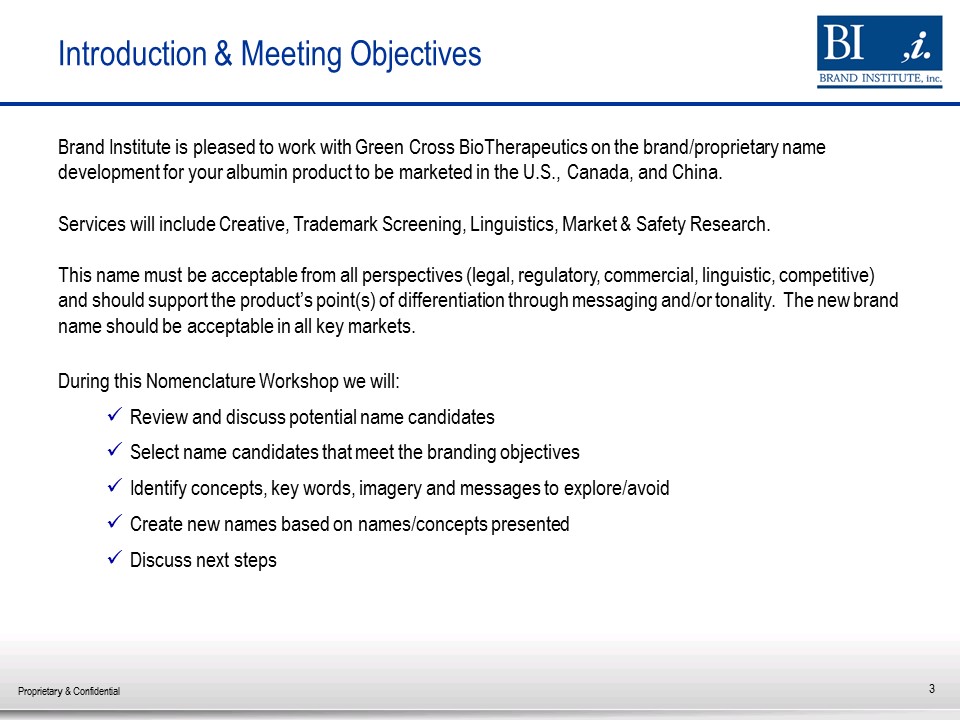 Introduction & Meeting Objectives
BI ,i.
BRAND INSTITUTE, inc.
Brand Institute is pleased to work with Green Cross BioTherapeutics on the brand/proprietary name
development for your albumin product to be marketed in the U.S., Canada, and China.
Services will include Creative, Trademark Screening, Linguistics, Market & Safety Research.
This name must be acceptable from all perspectives (legal, regulatory, commercial, linguistic, competitive)
and should support the product's point(s) of differentiation through messaging and/or tonality. The new brand
name should be acceptable in all key markets.
During this Nomenclature Workshop we will:
✓ Review and discuss potential name candidates
✓ Select name candidates that meet the branding objectives
✓ Identify concepts, key words, imagery and messages to explore/avoid
✓ Create new names based on names/concepts presented
✓ Discuss next steps
Proprietary & Confidential
3